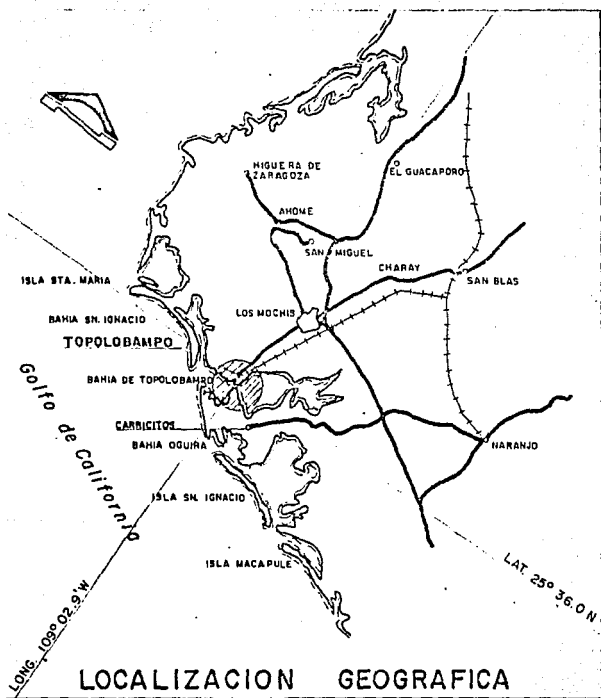 HIGUERA DE
ZARAGOZA
EL GUACAPORO
AHOME
SAN MIGUEL
CHARAY
SAN BLAS
ISLA STA. MARIA
LOS MOCHIS
BAHIA SN. IGNACIO
TOPOLOBAMPO
BAHIA DE TOPOLOBAMPO
CARRICITOS
BAHIA OGUIRA
NARANJO
Golfo de California
ISLA SN. IGNACIO
ISLA MACAPULE
LAT. 25° 36.0 N
LONG. 109° 02.9' W
LOCALIZACION GEOGRAFICA